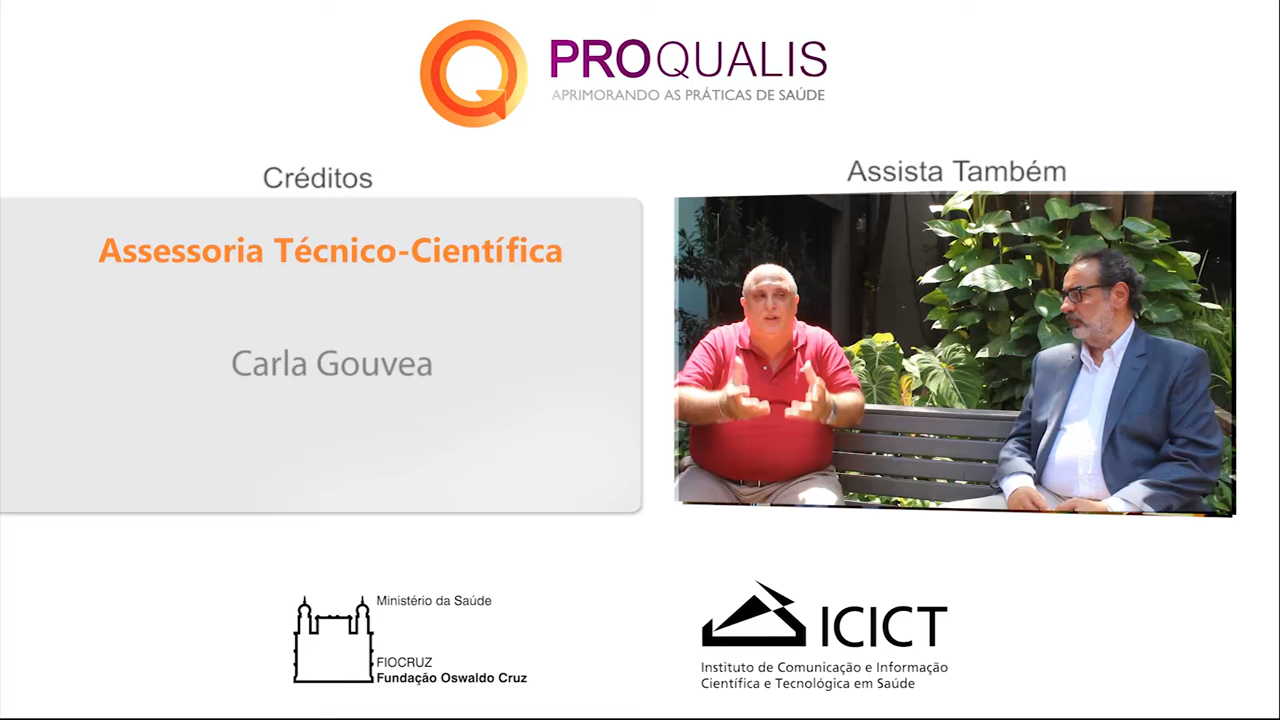 PROQUALIS
APRIMORANDO AS PRÁTICAS DE SAÚDE
Créditos
Assista Também
Assessoria Técnico-Científica
Carla Gouvea
Ministério da Saúde
FIOCRUZ
Fundação Oswaldo Cruz
ICICT
Instituto de Comunicação e Informação
Científica e Tecnológica em Saúde